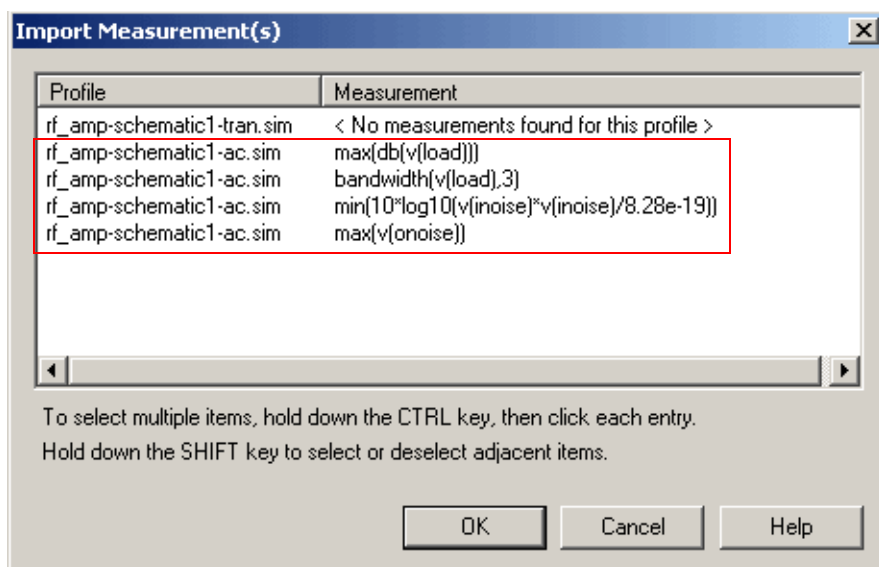 Import Measurement(s)
Profile Measurement
rf_amp-schematic1-tran.sim < No measurements found for this profile >
rf_amp-schematic1-ac.sim max(db(v(load)))
rf_amp-schematic1-ac.sim bandwidth(v(load),3)
rf_amp-schematic1-ac.sim min(10*log10(v(inoise)*v(inoise)/8.28e-19))
rf_amp-schematic1-ac.sim max(v(onoise))
To select multiple items, hold down the CTRL key, then click each entry.
Hold down the SHIFT key to select or deselect adjacent items.
OK Cancel Help